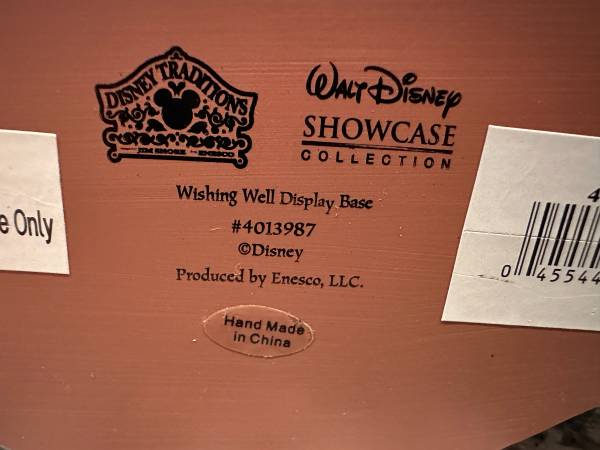 DISNEY TRADITIONS
JIM SHORE ENESCO
WALT DISNEY
SHOWCASE
COLLECTION
Wishing Well Display Base
#4013987
©Disney
Produced by Enesco, LLC.
Hand Made
in China
e Only
4
0 45544